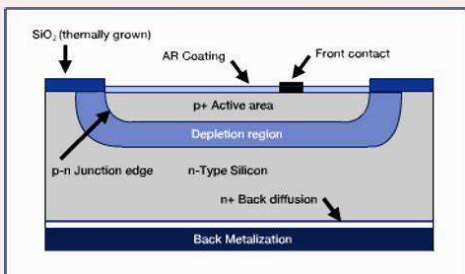 SiO₂ (thermally grown)
AR Coating
Front contact
p+ Active area
Depletion region
p-n Junction edge
n-Type Silicon
n+ Back diffusion
Back Metalization